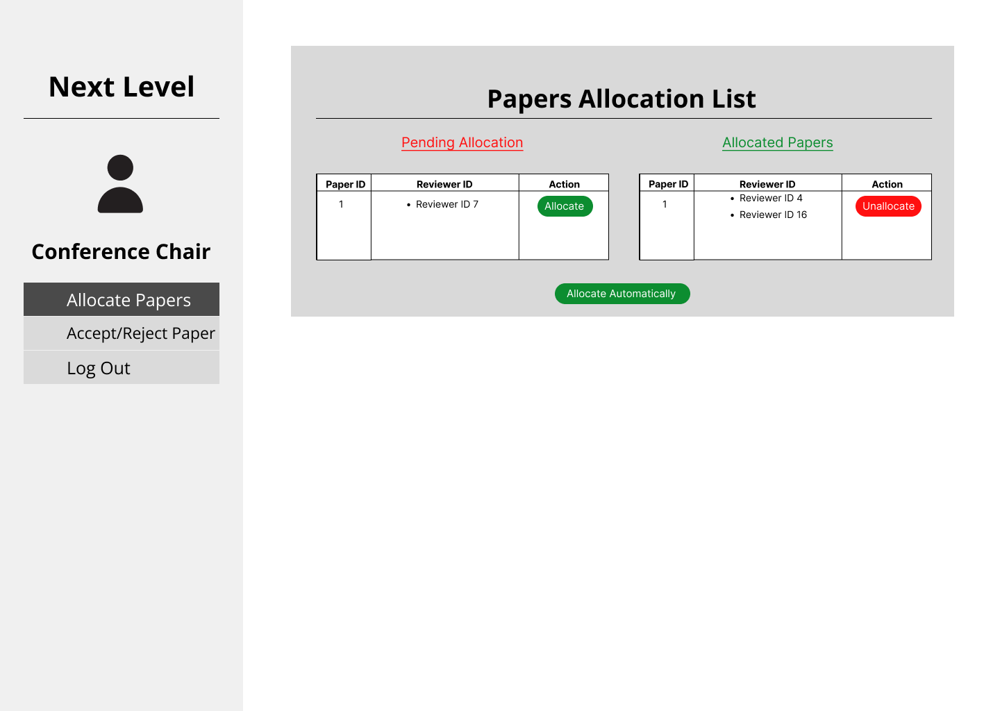 Next Level
Conference Chair
Allocate Papers
Accept/Reject Paper
Log Out
Papers Allocation List
Pending Allocation
Paper ID Reviewer ID Action
1 • Reviewer ID 7 Allocate
Allocated Papers
Paper ID Reviewer ID Action
1 • Reviewer ID 4 Unallocate
• Reviewer ID 16
Allocate Automatically